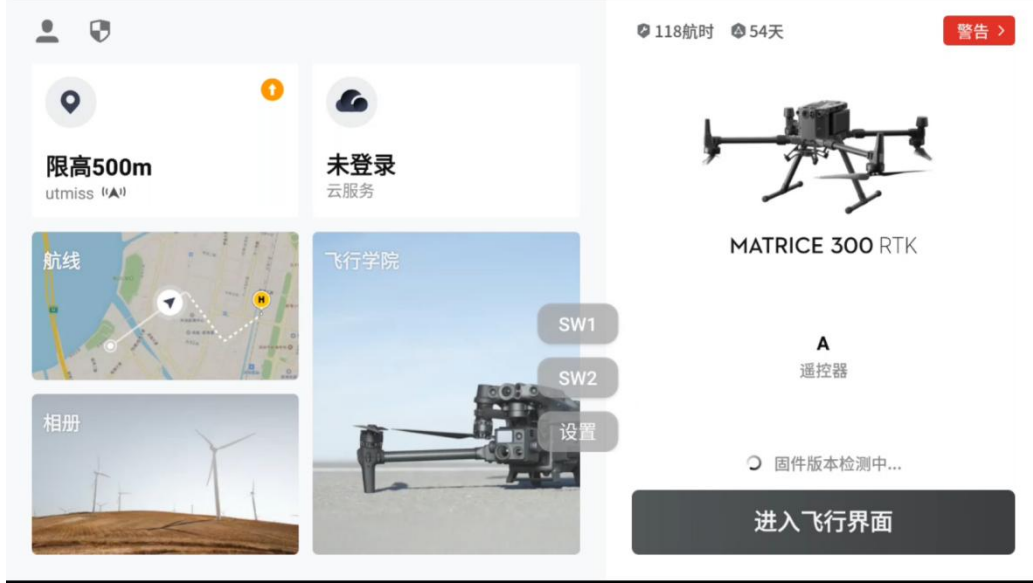 限高500m
utmiss
未登录
云服务
航线
H
飞行学院
相册
SW1
SW2
设置
118航时 54天
警告
MATRICE 300 RTK
A
遥控器
固件版本检测中...
进入飞行界面